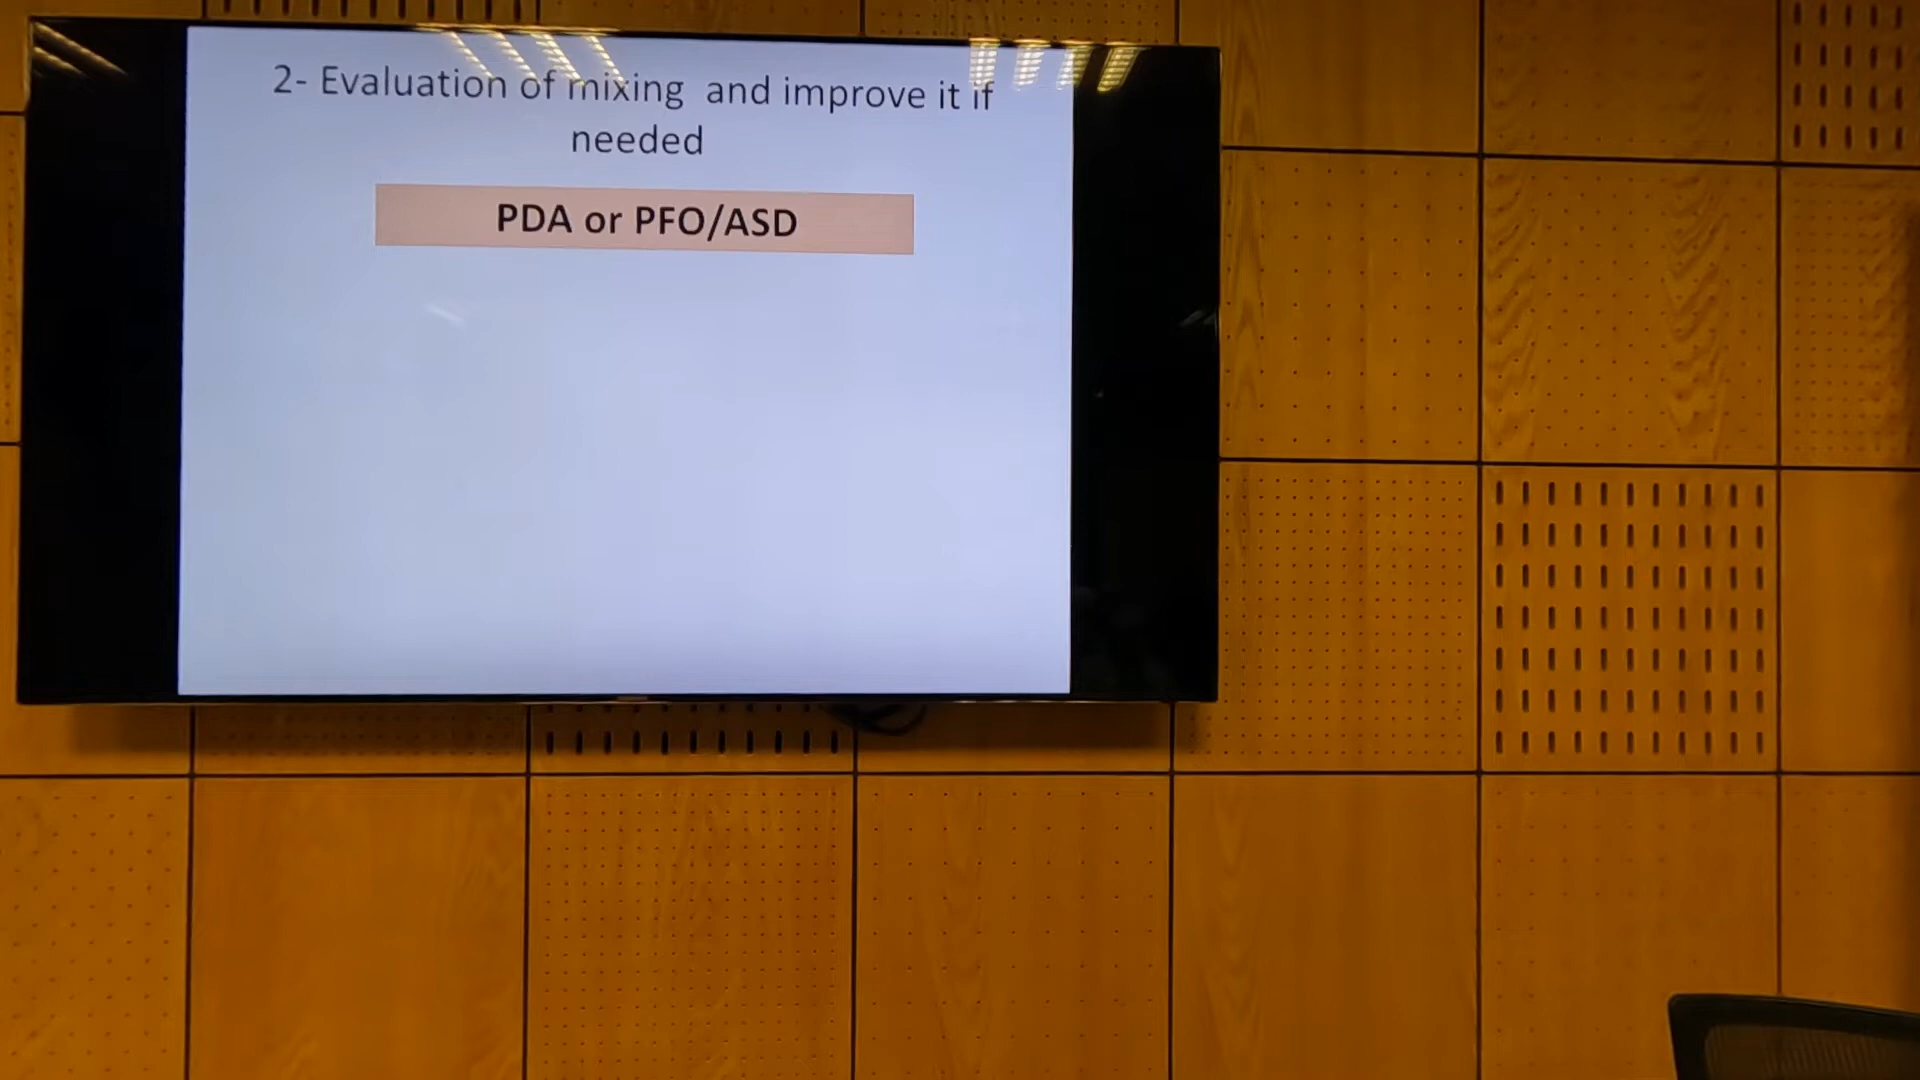 2- Evaluation of mixing and improve it if
needed
PDA or PFO/ASD